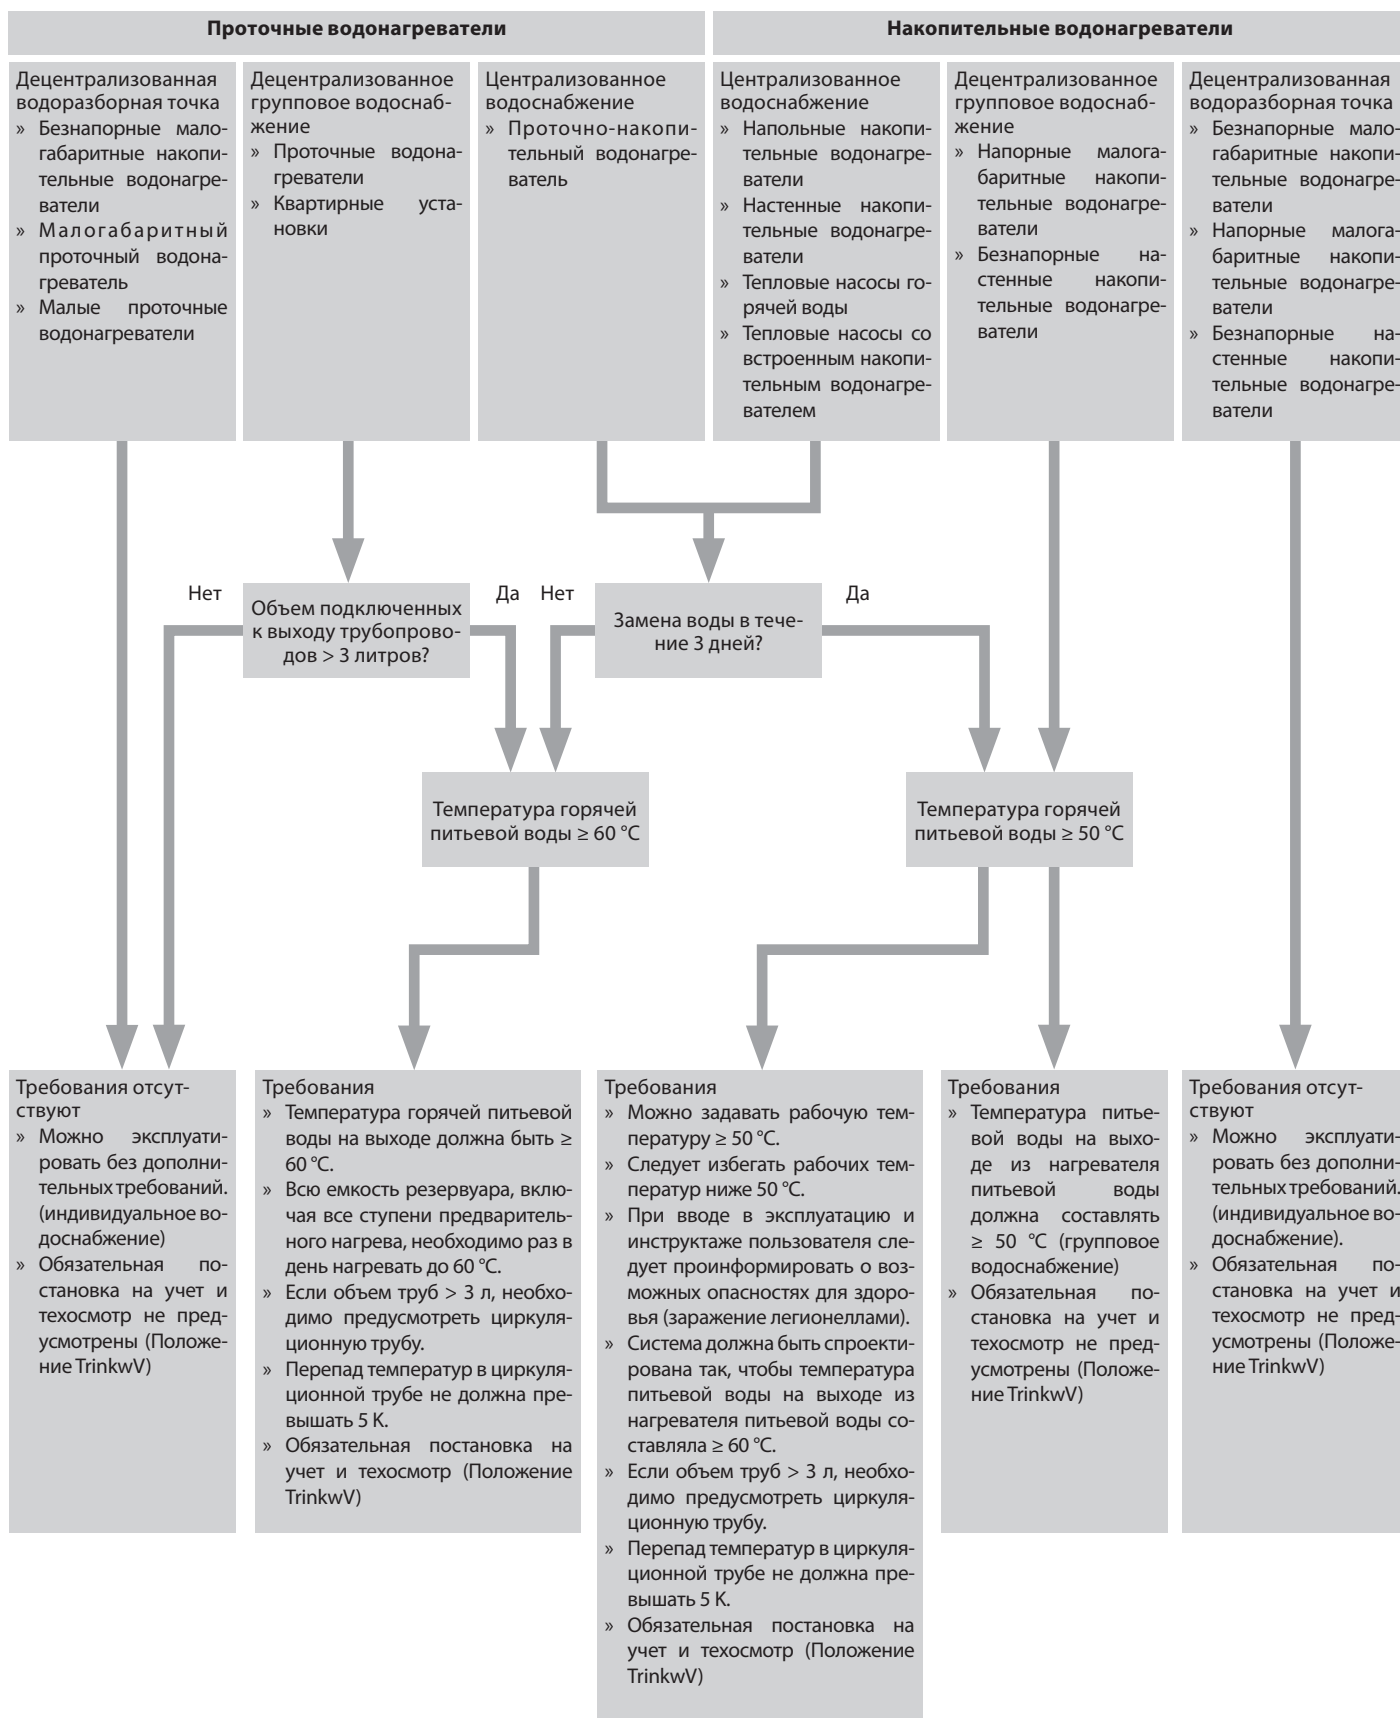 Проточные водонагреватели
Накопительные водонагреватели
Децентрализованная
водоразборная точка
» Безнапорные мало-
габаритные накопи-
тельные водонагре-
ватели
» Малогабаритный
проточный водона-
греватель
» Малые проточные
водонагреватели
Децентрализованное
групповое водоснаб-
жение
» Проточные водона-
греватели
» Квартирные уста-
новки
Централизованное
водоснабжение
» Проточно-накопи-
тельный водонагре-
ватель
Централизованное
водоснабжение
» Напольные накопи-
тельные водонагре-
ватели
» Настенные накопи-
тельные водонагре-
ватели
» Тепловые насосы го-
рячей воды
» Тепловые насосы со
встроенным накопи-
тельным водонагре-
вателем
Децентрализованное
групповое водоснаб-
жение
» Напорные малога-
баритные накопи-
тельные водонагре-
ватели
» Безнапорные на-
стенные накопи-
тельные водонагре-
ватели
Децентрализованная
водоразборная точка
» Безнапорные мало-
габаритные накопи-
тельные водонагре-
ватели
» Напорные малога-
баритные накопи-
тельные водонагре-
ватели
» Безнапорные на-
стенные накопи-
тельные водонагре-
ватели
Нет
Объем подключенных
к выходу трубопрово-
дов > 3 литров?
Да
Нет
Замена воды в тече-
ние 3 дней?
Да
Температура горячей
питьевой воды ≥ 60 °C
Температура горячей
питьевой воды ≥ 50 °C
Требования отсут-
ствуют
» Можно эксплуати-
ровать без дополни-
тельных требований.
(индивидуальное во-
доснабжение)
» Обязательная по-
становка на учет и
техосмотр не пред-
усмотрены (Положе-
ние TrinkwV)
Требования
» Температура горячей питьевой
воды на выходе должна быть ≥
60 °C.
» Всю емкость резервуара, вклю-
чая все ступени предваритель-
ного нагрева, необходимо раз в
день нагревать до 60 °C.
» Если объем труб > 3 л, необхо-
димо предусмотреть циркуля-
ционную трубу.
» Перепад температур в циркуля-
ционной трубе не должна пре-
вышать 5 K.
» Обязательная постановка на
учет и техосмотр (Положение
TrinkwV)
Требования
» Можно задавать рабочую тем-
пературу ≥ 50 °C.
» Следует избегать рабочих тем-
ператур ниже 50 °C.
» При вводе в эксплуатацию и
инструктаже пользователя сле-
дует проинформировать о воз-
можных опасностях для здоро-
вья (заражение легионеллами).
» Система должна быть спроекти-
рована так, чтобы температура
питьевой воды на выходе из
нагревателя питьевой воды со-
ставляла ≥ 60 °C.
» Если объем труб > 3 л, необхо-
димо предусмотреть циркуля-
ционную трубу.
» Перепад температур в циркуля-
ционной трубе не должна пре-
вышать 5 K.
» Обязательная постановка на
учет и техосмотр (Положение
TrinkwV)
Требования
» Температура питье-
вой воды на выхо-
де из нагревателя
питьевой воды
должна составлять
≥ 50 °C (групповое
водоснабжение)
» Обязательная по-
становка на учет и
техосмотр не пред-
усмотрены (Положе-
ние TrinkwV)
Требования отсут-
ствуют
» Можно эксплуати-
ровать без дополни-
тельных требований.
(индивидуальное во-
доснабжение).
» Обязательная по-
становка на учет и
техосмотр не пред-
усмотрены (Положе-
ние TrinkwV)